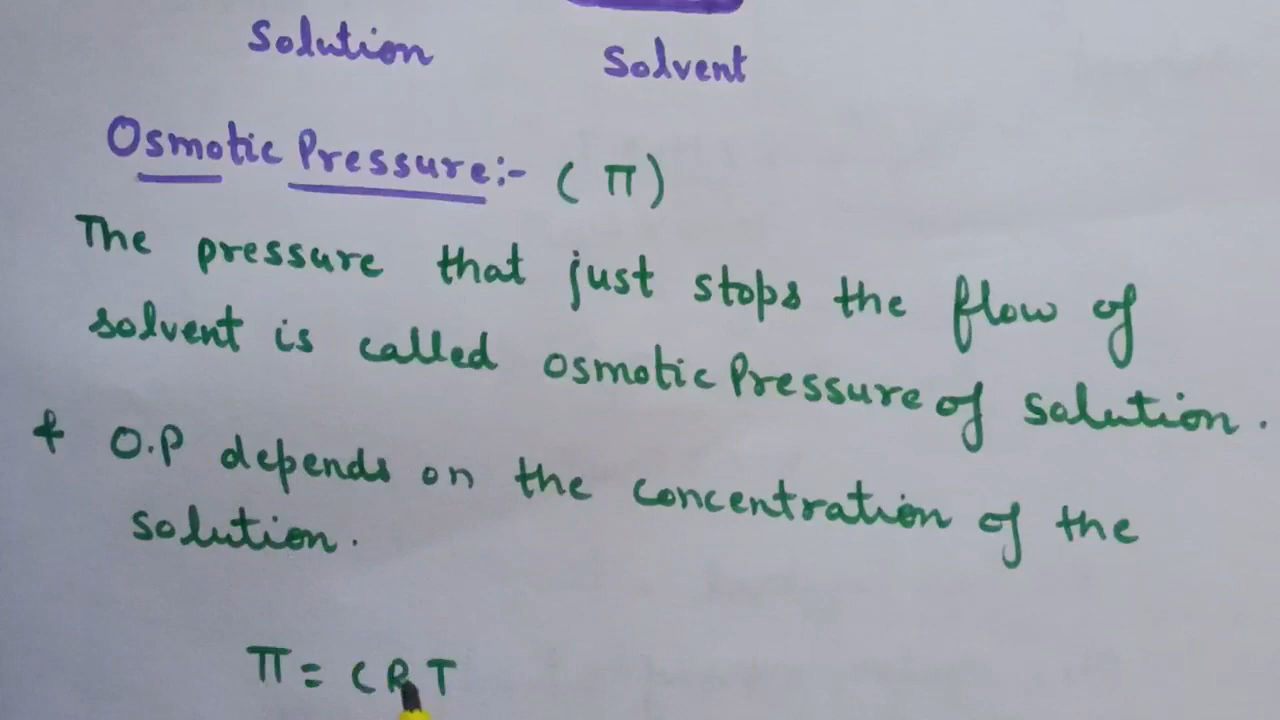 Solution
Solvent
Osmotic Pressure:- (π)
The pressure that just stops the flow of
solvent is called osmotic Pressure of solution.
* O.P depends on the concentration of the
solution.
π = CRT